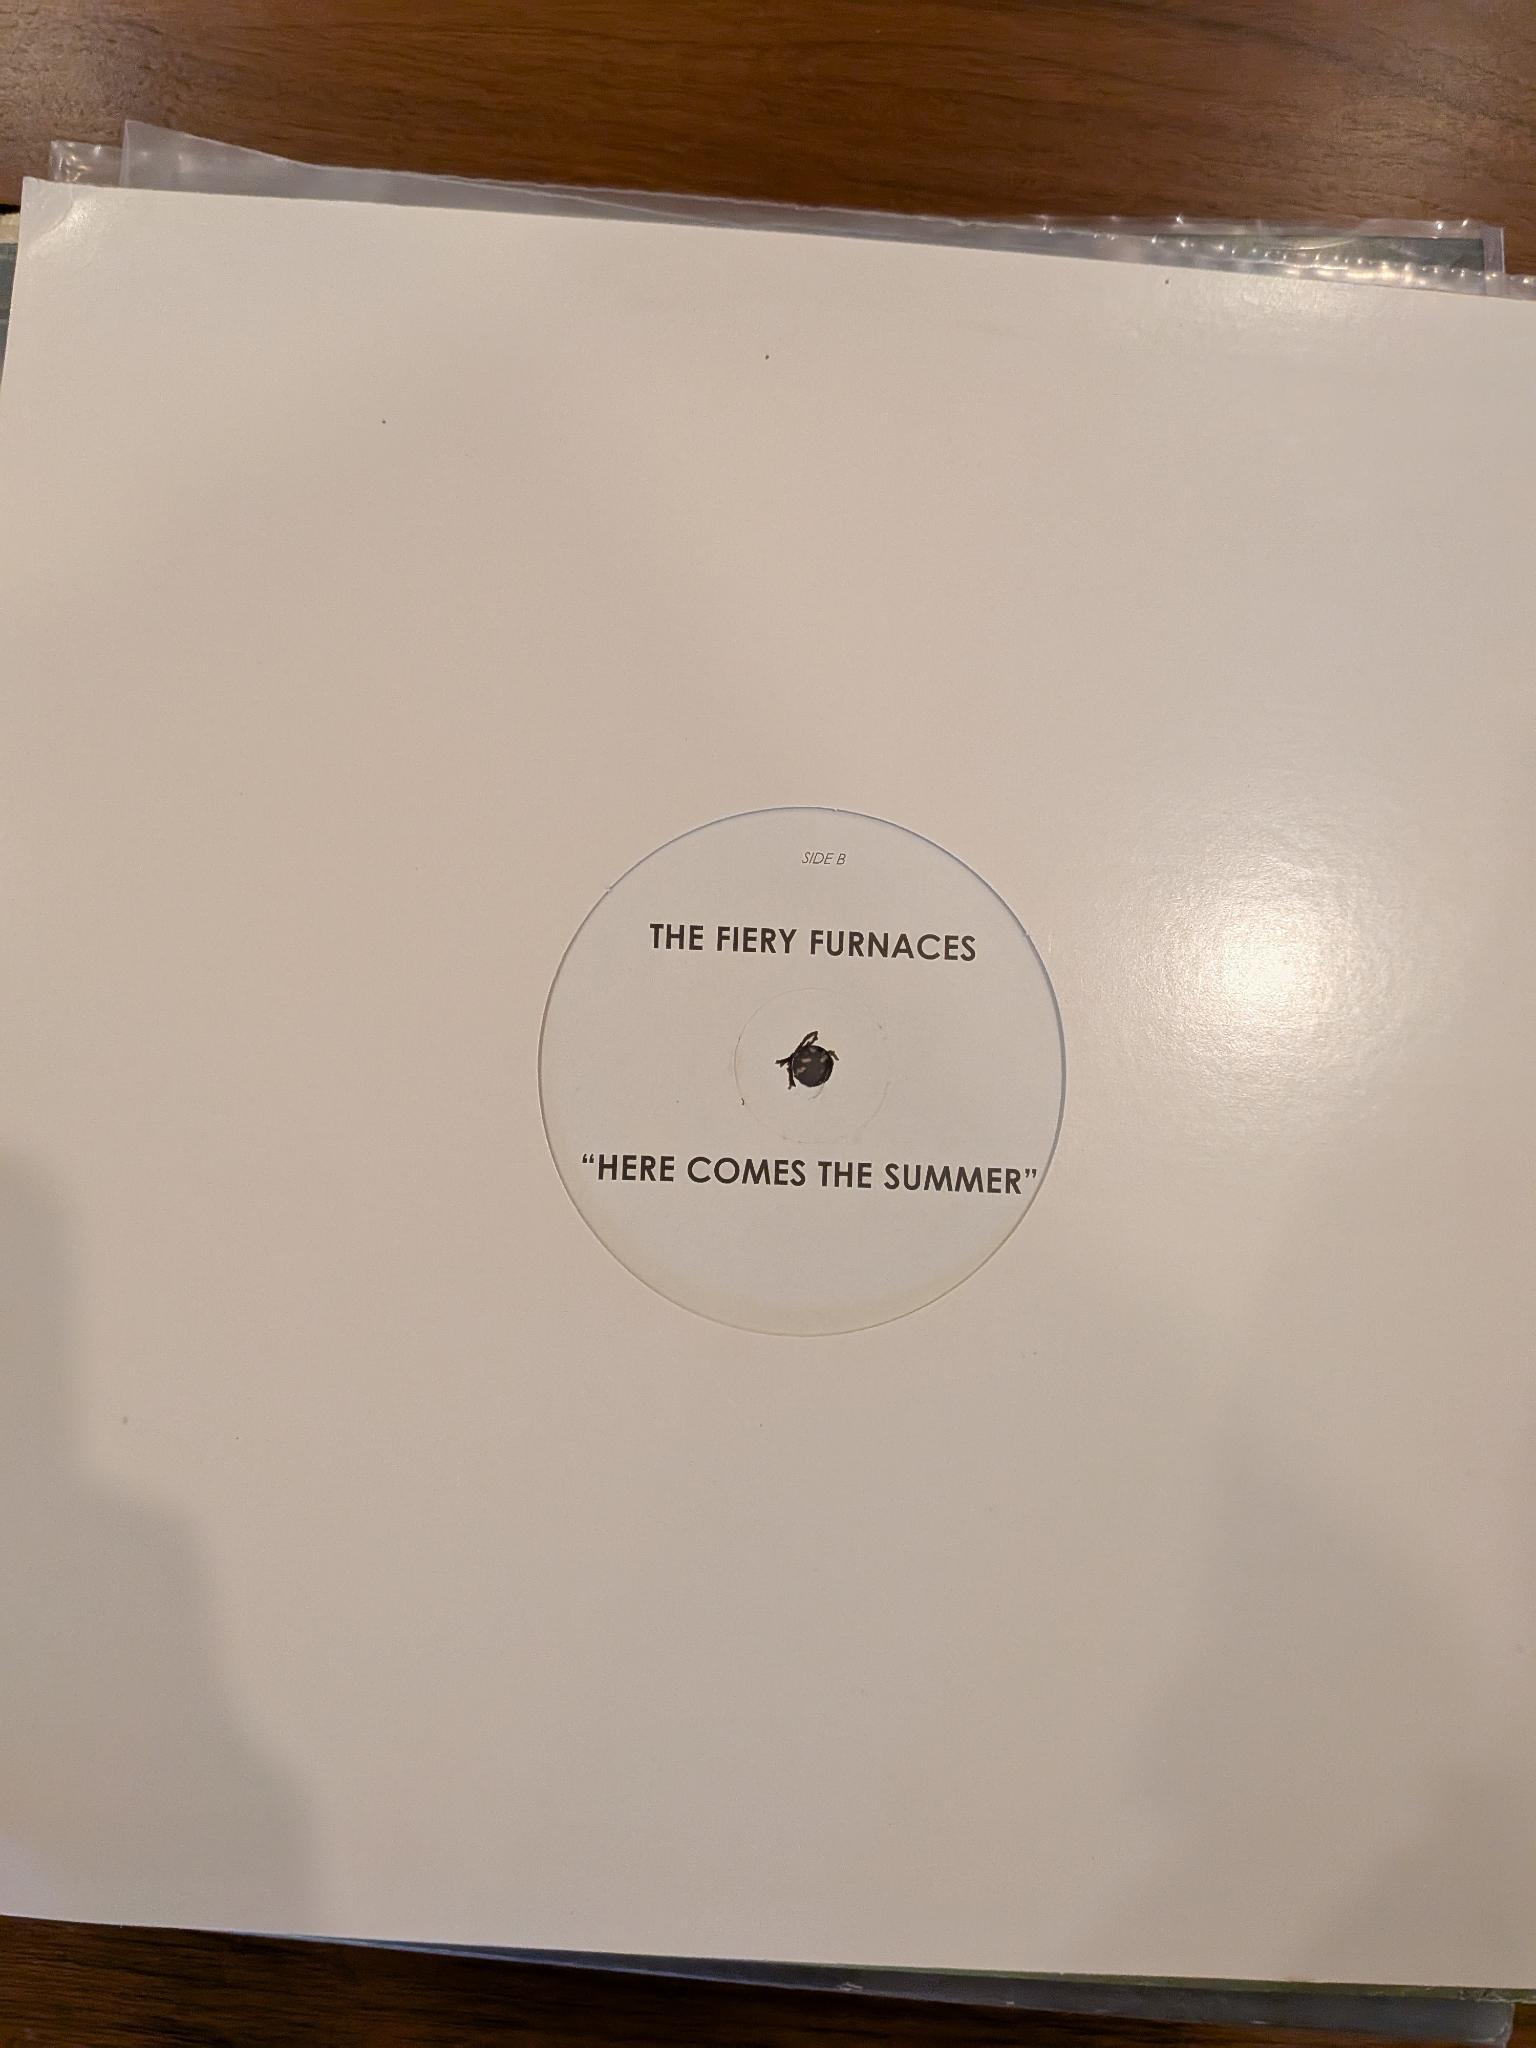 SIDE B
THE FIERY FURNACES
“HERE COMES THE SUMMER”